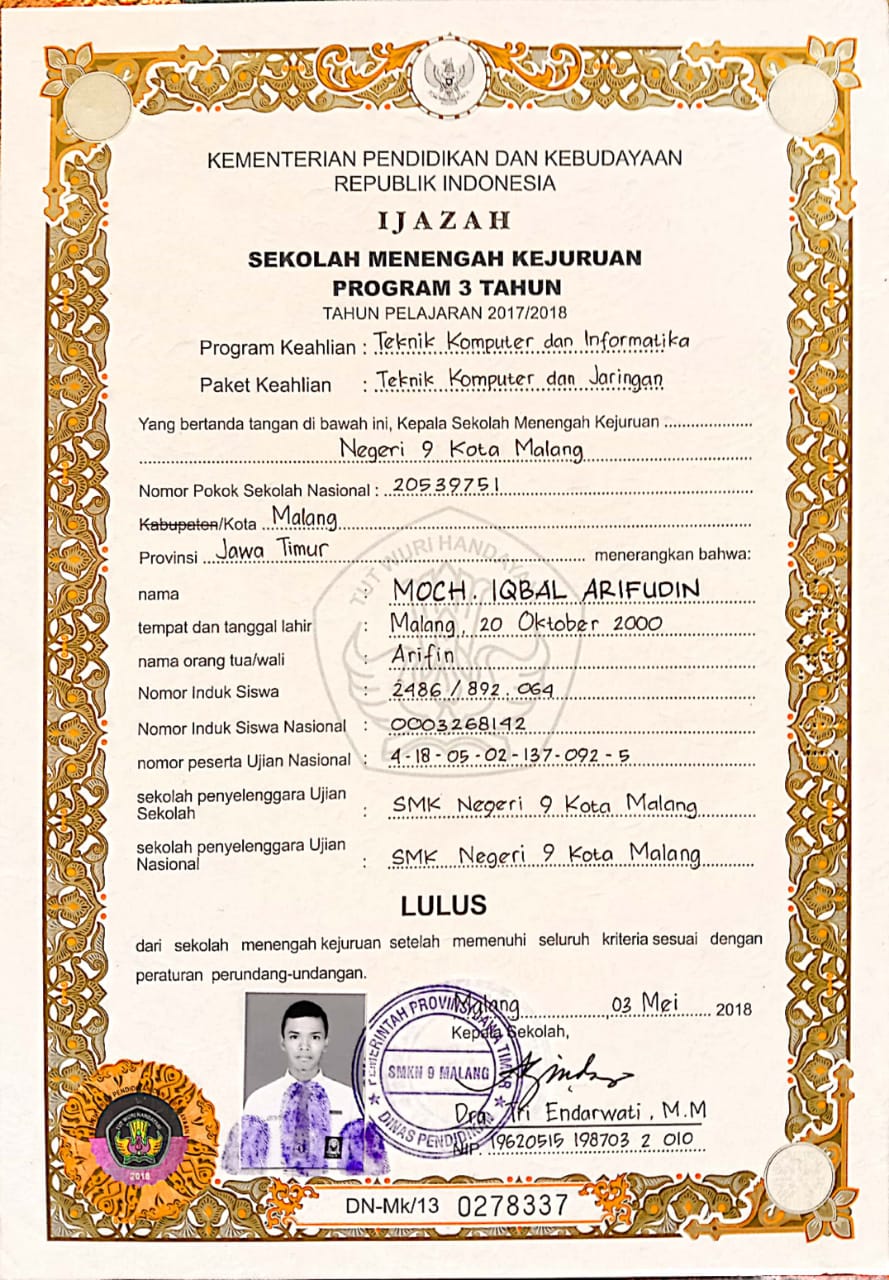 KEMENTERIAN PENDIDIKAN DAN KEBUDAYAAN
REPUBLIK INDONESIA
IJAZAH
SEKOLAH MENENGAH KEJURUAN
PROGRAM 3 TAHUN
TAHUN PELAJARAN 2017/2018
Program Keahlian : Teknik Komputer dan Informatika
Paket Keahlian : Teknik Komputer dan Jaringan
Yang bertanda tangan di bawah ini, Kepala Sekolah Menengah Kejuruan
Negeri 9 Kota Malang
Nomor Pokok Sekolah Nasional : 20539751
Kabupaten/Kota Malang
Provinsi Jawa Timur menerangkan bahwa:
TUT WURI HANDAYANI
nama : MOCH. IQBAL ARIFUDIN
tempat dan tanggal lahir : Malang, 20 Oktober 2000
nama orang tua/wali : Arifin
Nomor Induk Siswa : 2486 / 892.064
Nomor Induk Siswa Nasional : 0003268142
nomor peserta Ujian Nasional : 4-18-05-02-137-092-5
sekolah penyelenggara Ujian
Sekolah : SMK Negeri 9 Kota Malang
sekolah penyelenggara Ujian
Nasional : SMK Negeri 9 Kota Malang
LULUS
dari sekolah menengah kejuruan setelah memenuhi seluruh kriteria sesuai dengan
peraturan perundang-undangan.
Malang, 03 Mei 2018
Kepala Sekolah,
PEMERINTAH PROVINSI JAWA TIMUR
SMKN 9 MALANG
DINAS PENDIDIKAN
Dra. Tri Endarwati, M.M
NIP. 19620515 198703 2 010
TUT WURI HANDAYANI
2018
DN-Mk/13 0278337